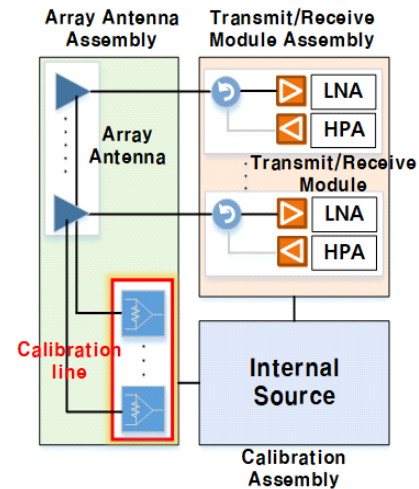 Array Antenna
Assembly
Transmit/Receive
Module Assembly
Array
Antenna
LNA
HPA
Transmit/Receive
Module
LNA
HPA
Calibration
line
Internal
Source
Calibration
Assembly